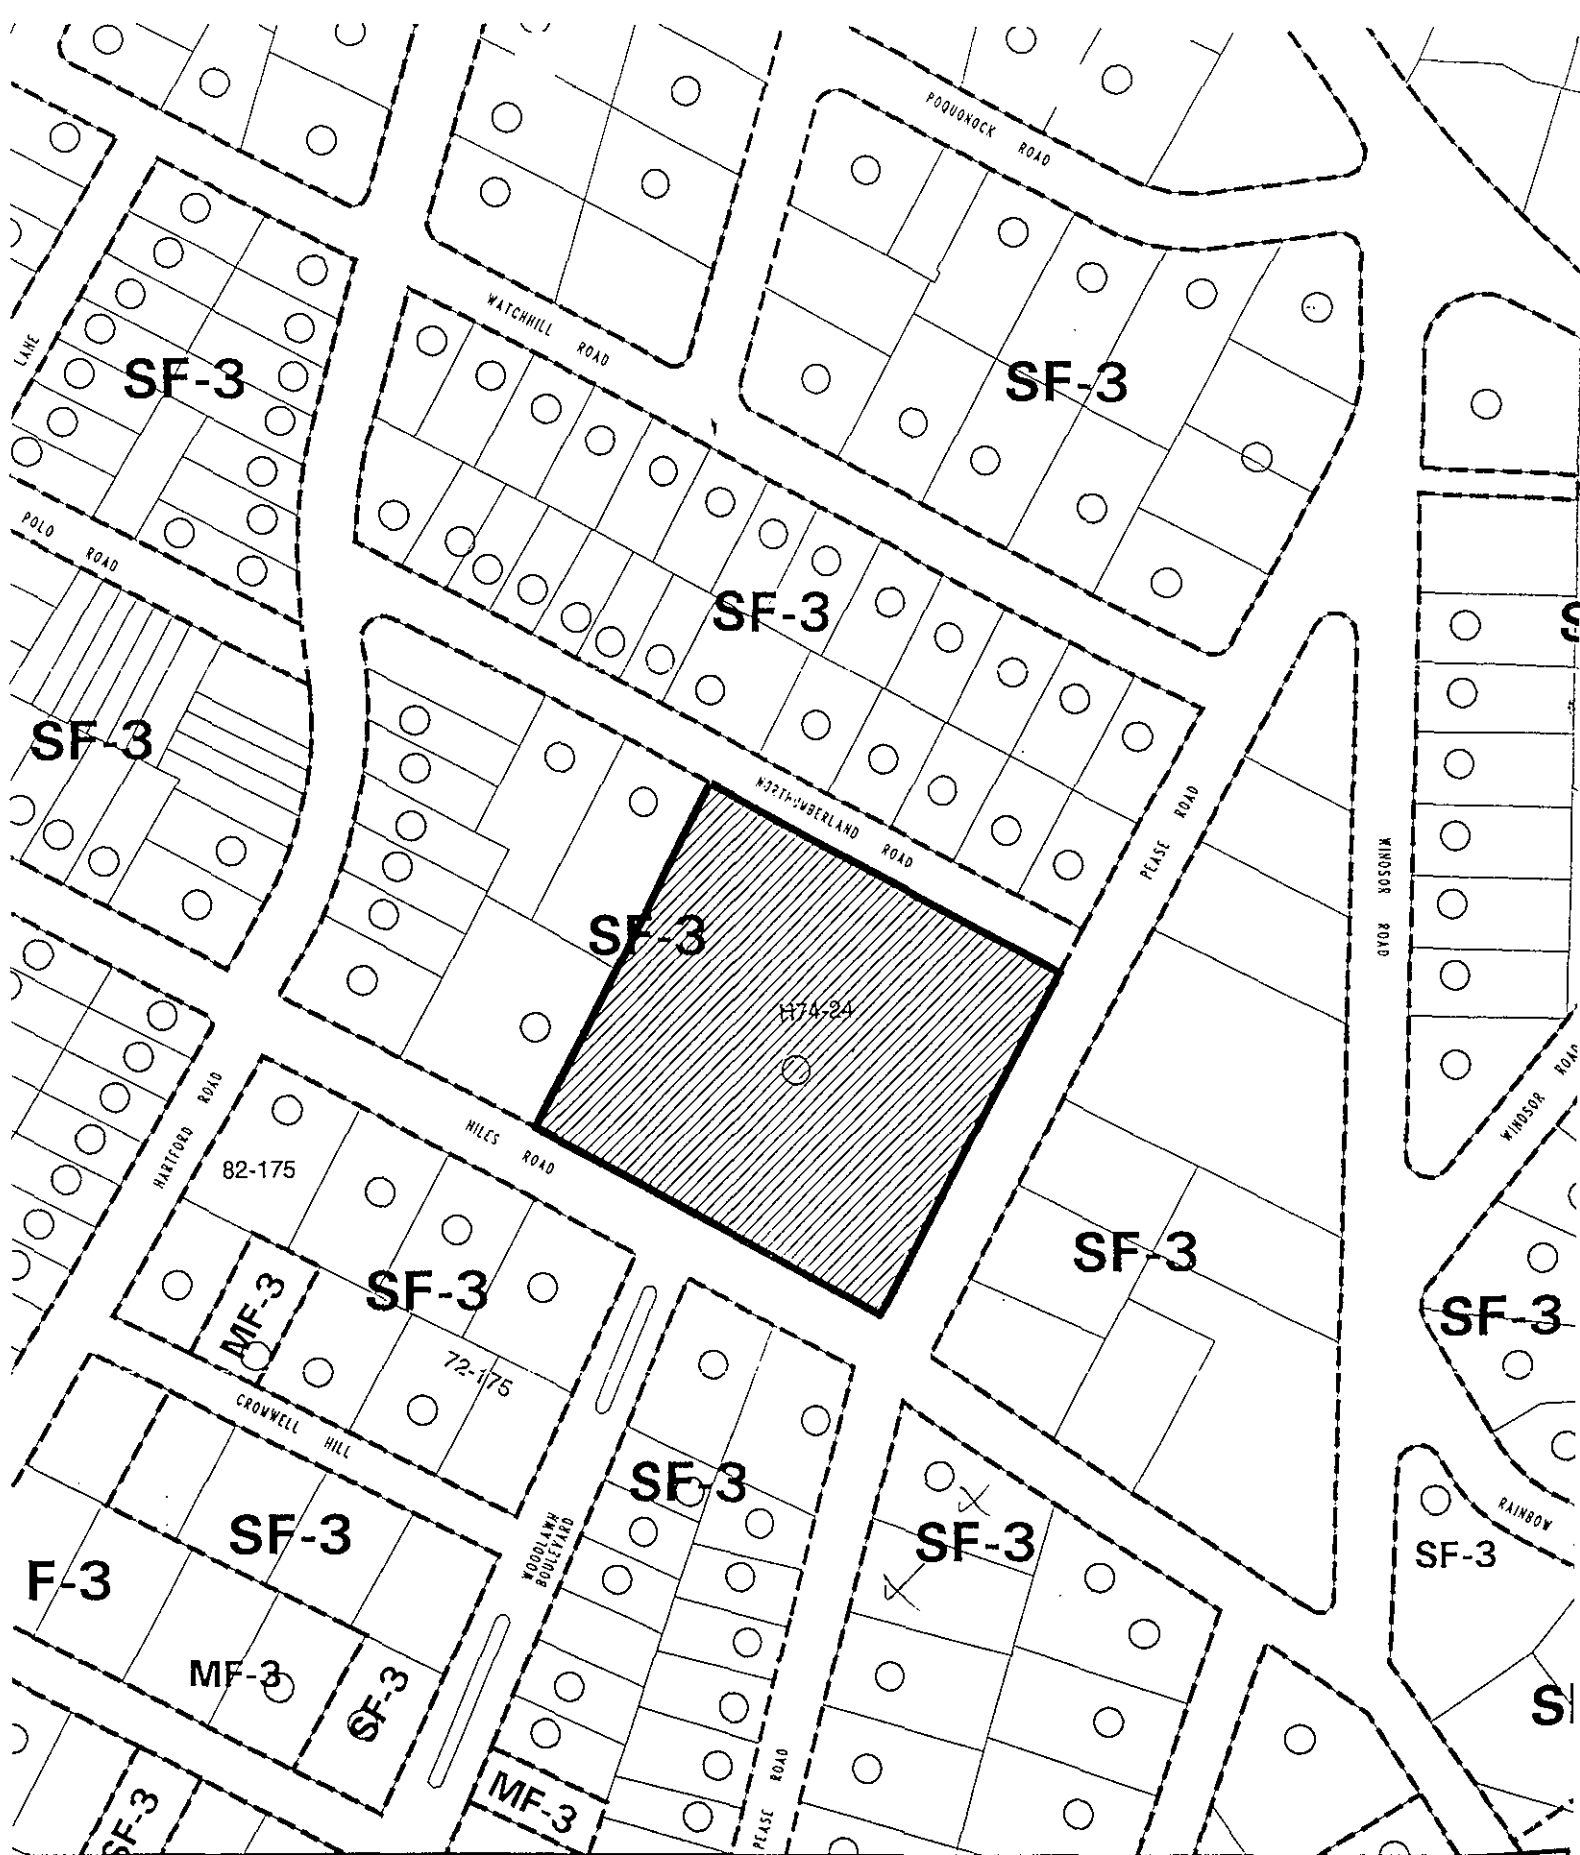 POQUONOCK
ROAD
WATCHHILL
ROAD
LANE
SF-3
SF-3
POLO
ROAD
SF-3
SF-3
NORTHUMBERLAND
ROAD
PEASE ROAD
WINDSOR ROAD
SF-3
H74-24
WINDSOR ROAD
HARTFORD ROAD
NILES
ROAD
82-175
SF-3
SF-3
SF-3
MF-3
72-175
CROMWELL
HILL
SF-3
SF-3
SF-3
WOODLAWN
BOULEVARD
RAINBOW
SF-3
F-3
MF-3
SF-3
MF-3
SF-3
PEASE ROAD